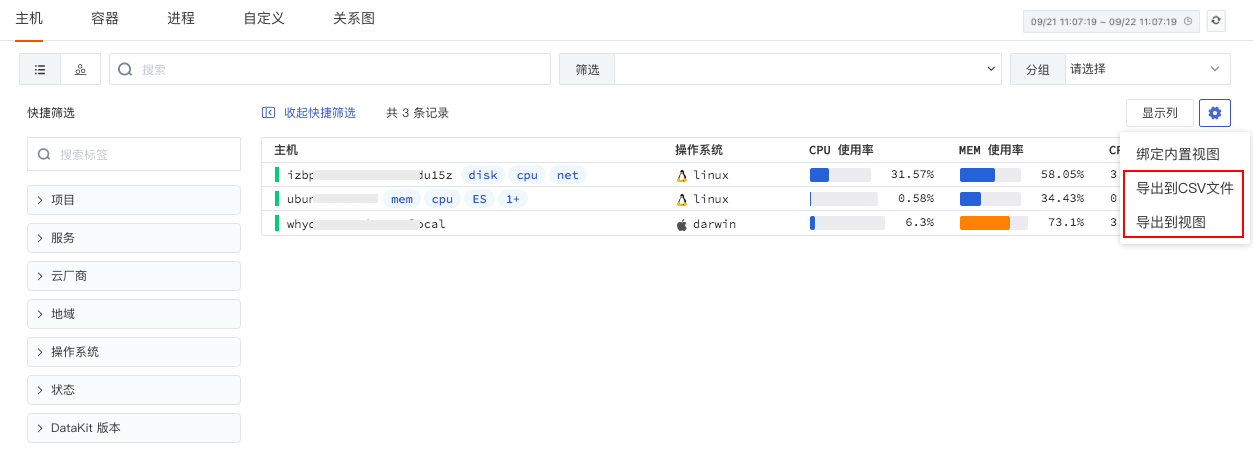 主机 容器 进程 自定义 关系图
09/21 11:07:19 ~ 09/22 11:07:19
搜索 筛选 分组 请选择
快捷筛选 收起快捷筛选 共 3 条记录 显示列
搜索标签
项目
服务
云厂商
地域
操作系统
状态
DataKit 版本
主机 操作系统 CPU 使用率 MEM 使用率
izbp du15z disk cpu net linux 31.57% 58.05% 3
ubur mem cpu ES 1+ linux 0.58% 34.43% 0
whyd local darwin 6.3% 73.1% 3
绑定内置视图
导出到CSV文件
导出到视图